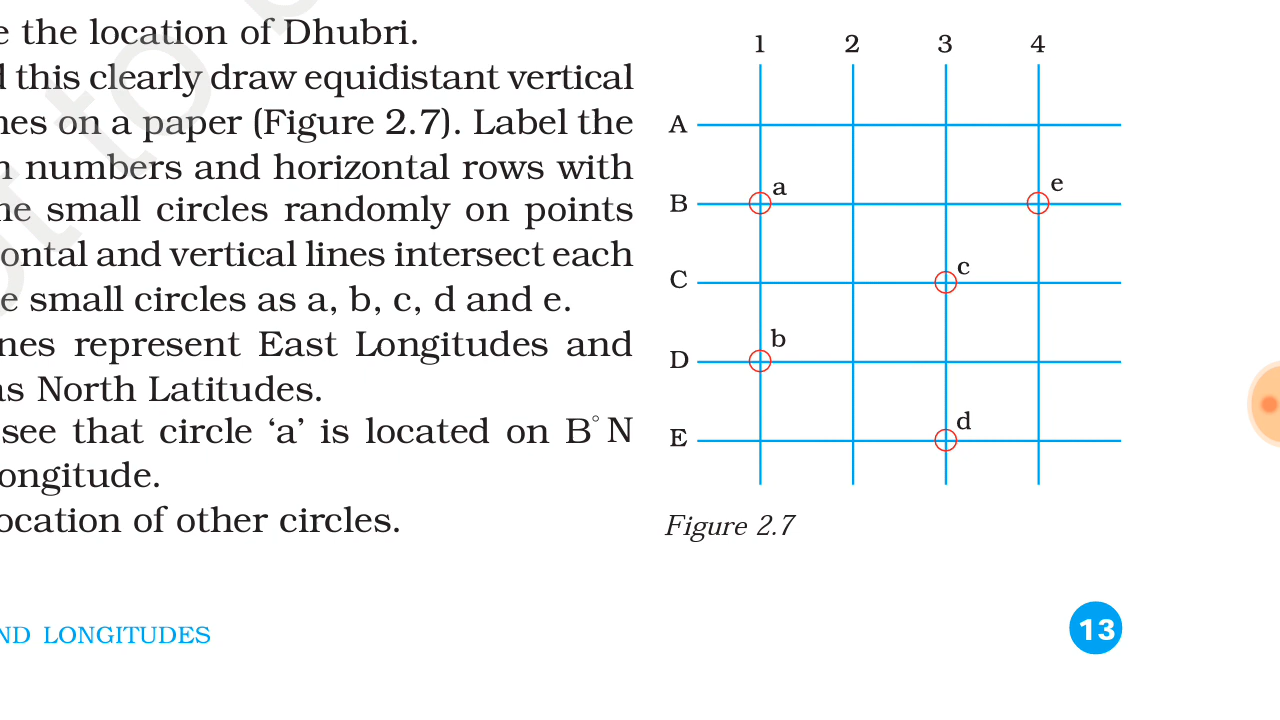 e the location of Dhubri.
d this clearly draw equidistant vertical
nes on a paper (Figure 2.7). Label the
n numbers and horizontal rows with
ne small circles randomly on points
ontal and vertical lines intersect each
e small circles as a, b, c, d and e.
nes represent East Longitudes and
as North Latitudes.
see that circle ‘a’ is located on B°N
ongitude.
ocation of other circles.
1 2 3 4
A
a e
B
c
C
b
D
d
E
Figure 2.7
ND LONGITUDES
13